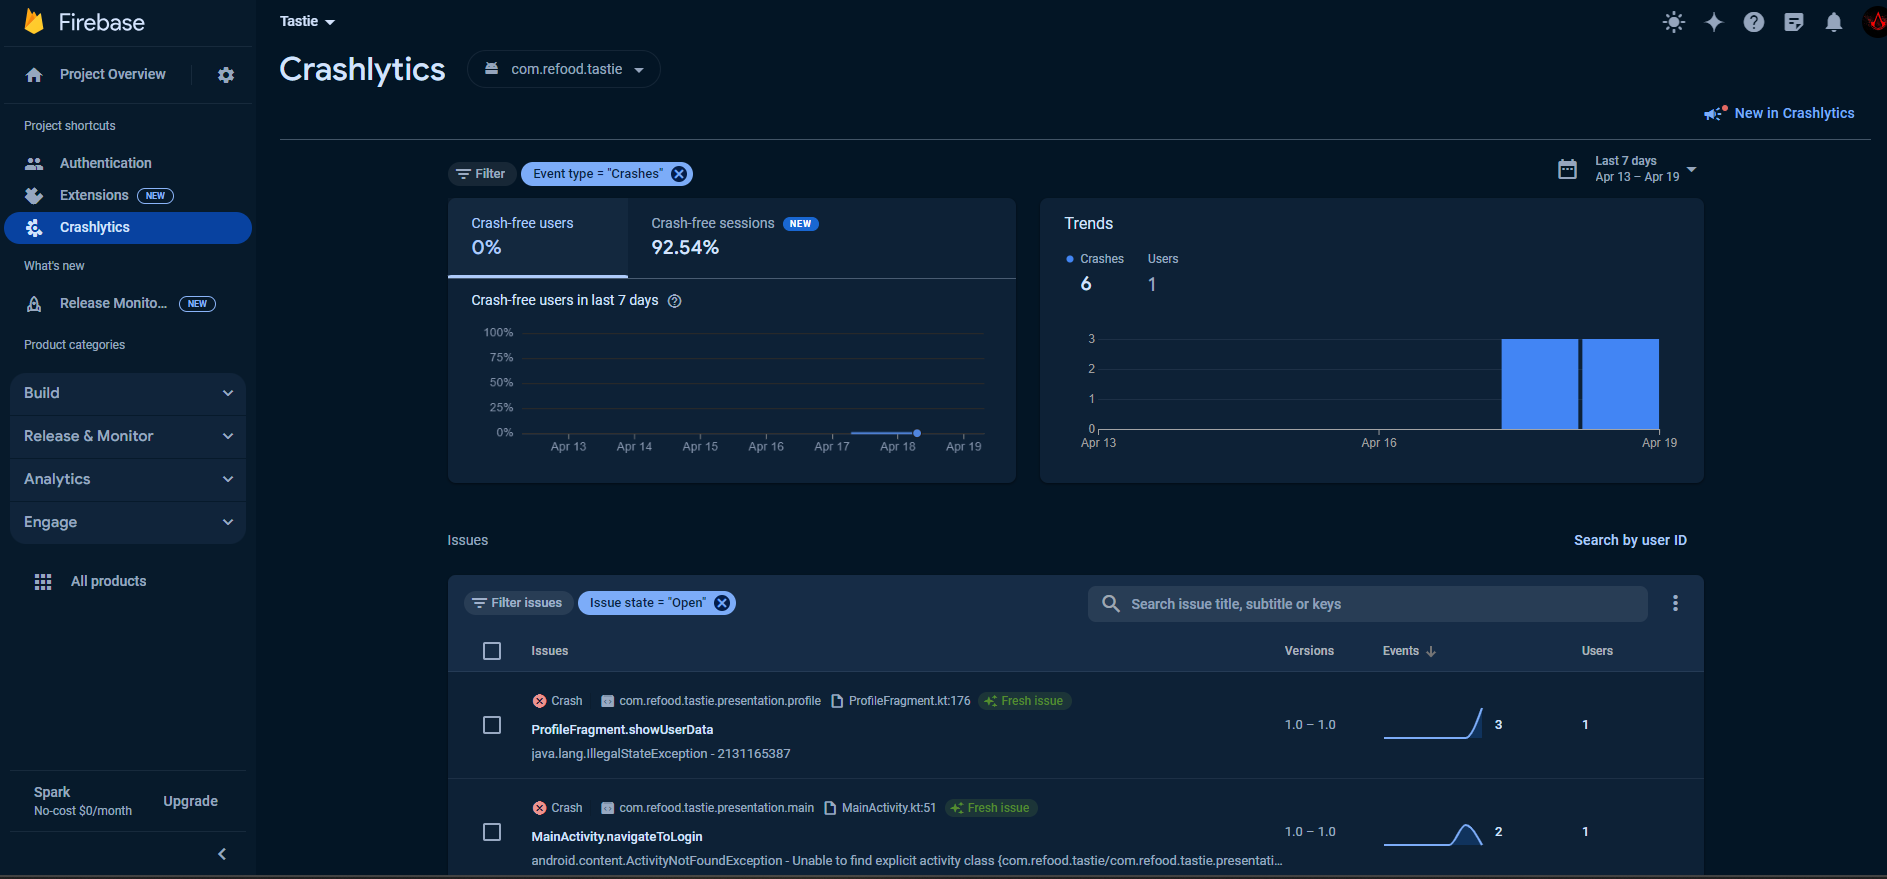 Firebase
Project Overview
Project shortcuts
Authentication
Extensions NEW
Crashlytics
What's new
Release Monito... NEW
Product categories
Build
Release & Monitor
Analytics
Engage
All products
Spark
No-cost $0/month
Upgrade
Tastie
Crashlytics
com.refood.tastie
New in Crashlytics
Filter
Event type = "Crashes"
Last 7 days
Apr 13 – Apr 19
Crash-free users
0%
Crash-free sessions NEW
92.54%
Crash-free users in last 7 days
100%
75%
50%
25%
0%
Apr 13 Apr 14 Apr 15 Apr 16 Apr 17 Apr 18 Apr 19
Trends
Crashes Users
6 1
3
2
1
0
Apr 13 Apr 16 Apr 19
Issues
Search by user ID
Filter issues
Issue state = "Open"
Search issue title, subtitle or keys
Issues Versions Events Users
Crash com.refood.tastie.presentation.profile ProfileFragment.kt:176 Fresh issue
ProfileFragment.showUserData 1.0 – 1.0 3 1
java.lang.IllegalStateException - 2131165387
Crash com.refood.tastie.presentation.main MainActivity.kt:51 Fresh issue
MainActivity.navigateToLogin 1.0 – 1.0 2 1
android.content.ActivityNotFoundException - Unable to find explicit activity class {com.refood.tastie/com.refood.tastie.presentati...